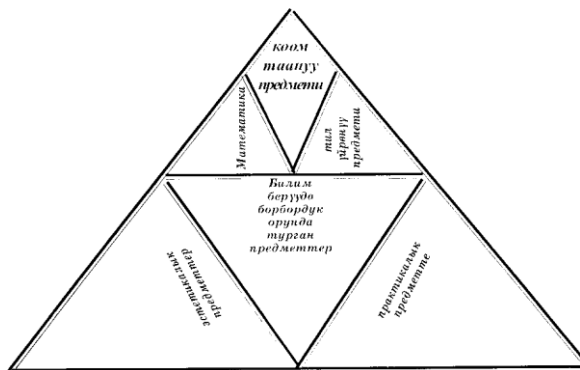 коом
таануу
предмети
Математика
тил
үйрөнүү
предмети
Билим
берүүдө
борбордук
орунда
турган
предметтер
эстетикалык
предметтер
практикалык
предметте